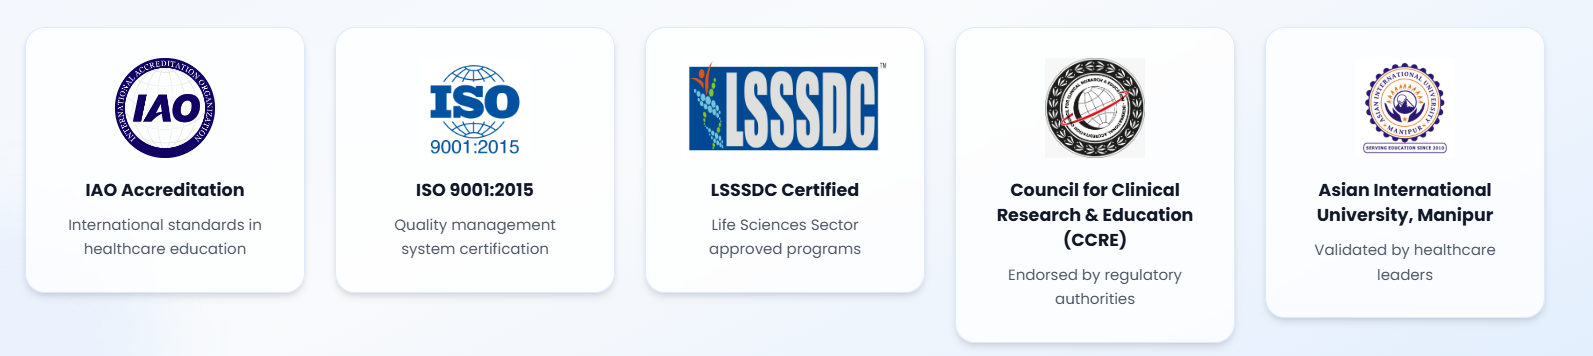 INTERNATIONAL ACCREDITATION ORGANIZATION
IAO
IAO Accreditation
International standards in
healthcare education
ISO
9001:2015
ISO 9001:2015
Quality management
system certification
LSSSDC
TM
LSSSDC Certified
Life Sciences Sector
approved programs
Council for Clinical
Research & Education
(CCRE)
Endorsed by regulatory
authorities
ASIAN INTERNATIONAL UNIVERSITY
MANIPUR
SERVING EDUCATION SINCE 2010
Asian International
University, Manipur
Validated by healthcare
leaders